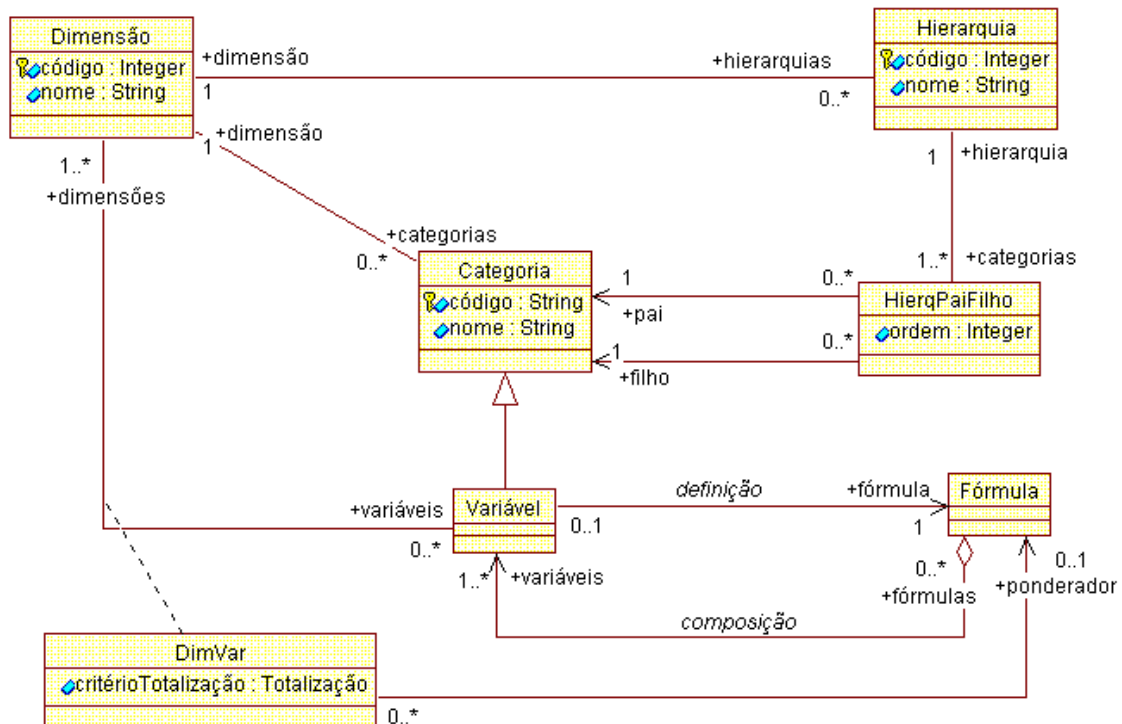 Dimensão
código : Integer
nome : String
+dimensão
1
+hierarquias
0..*
Hierarquia
código : Integer
nome : String
+dimensão
1
1..*
+dimensões
1
+hierarquia
+categorias
0..*
Categoria
código : String
nome : String
1
+pai
0..*
1..*
+categorias
HierqPaiFilho
ordem : Integer
0..*
1
+filho
+variáveis
0..*
Variável
0..1
definição
+fórmula
1
Fórmula
1..*
+variáveis
0..*
+fórmulas
0..1
+ponderador
composição
DimVar
critérioTotalização : Totalização
0..*